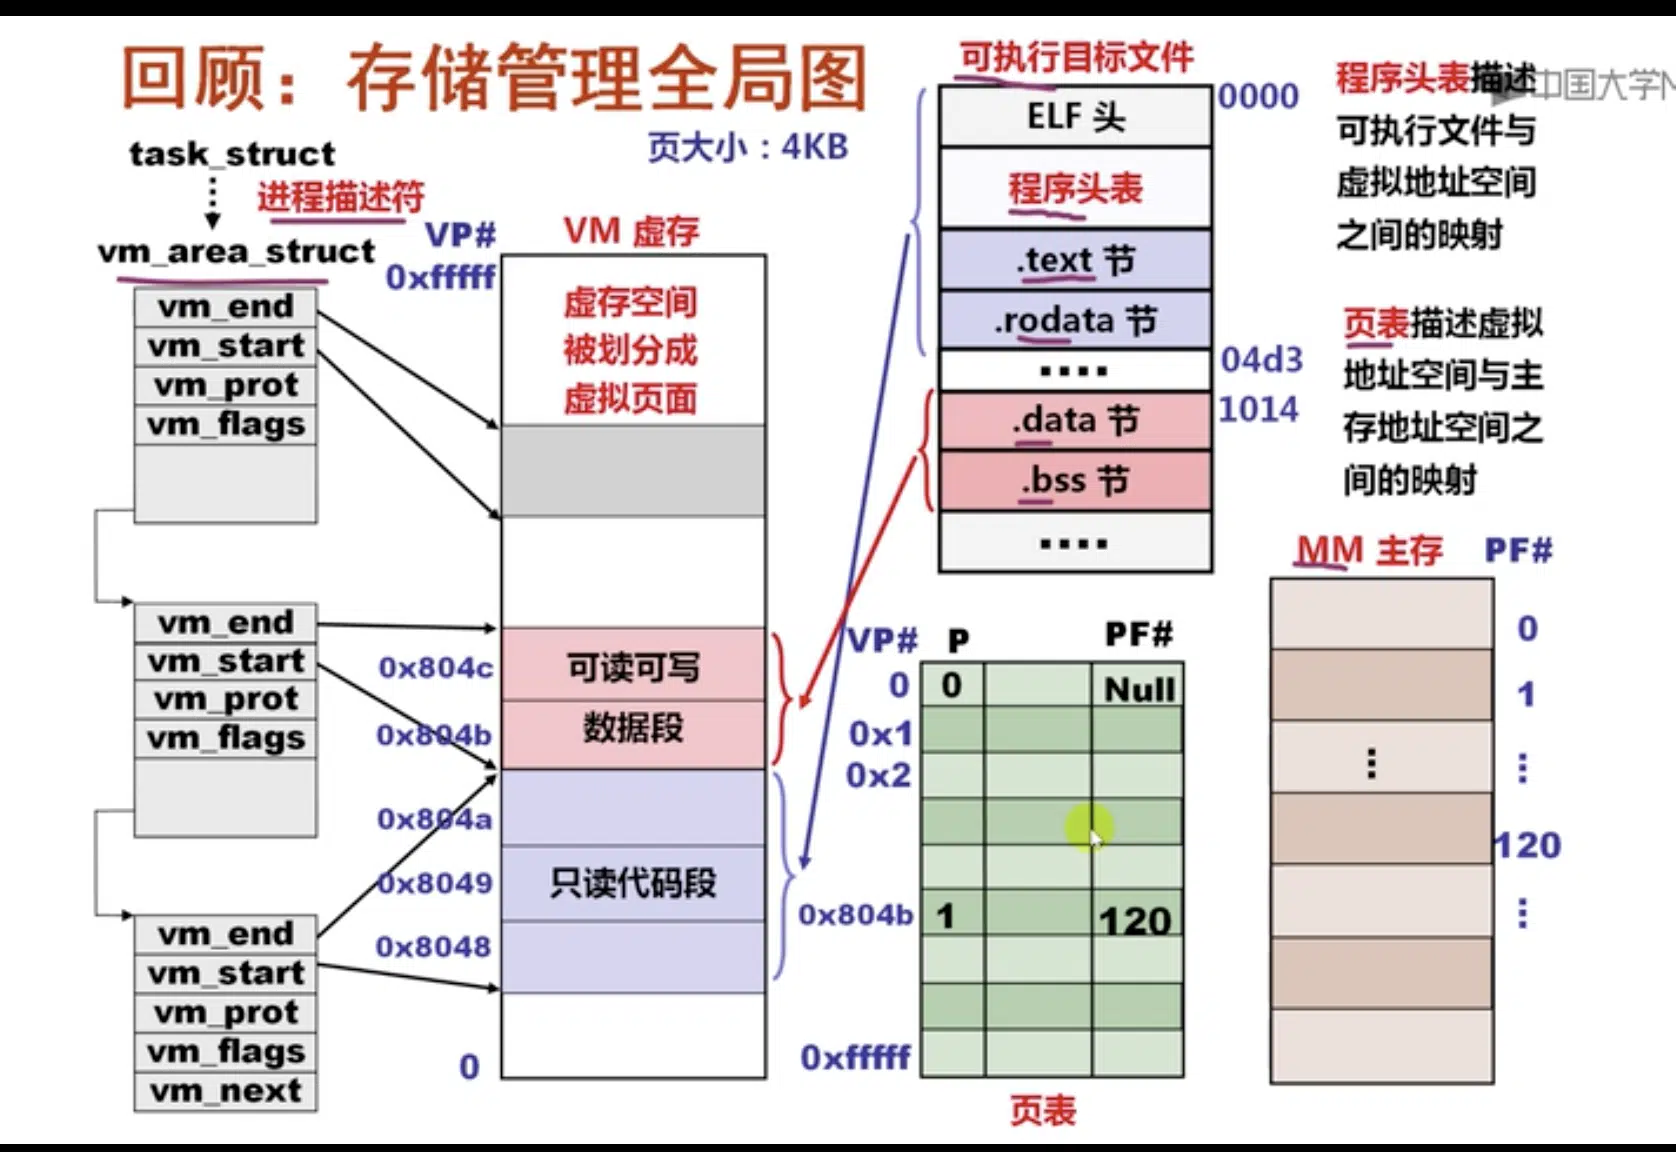 回顾：存储管理全局图
页大小：4KB
task_struct
进程描述符
vm_area_struct
vm_end
vm_start
vm_prot
vm_flags
vm_end
vm_start
vm_prot
vm_flags
vm_end
vm_start
vm_prot
vm_flags
vm_next
VP#
VM 虚存
0xfffff
虚存空间
被划分成
虚拟页面
0x804c
可读可写
0x804b
数据段
0x804a
0x8049
只读代码段
0x8048
0
可执行目标文件
ELF 头
0000
程序头表
.text 节
.rodata 节
....
04d3
.data 节
1014
.bss 节
....
程序头表描述
可执行文件与
虚拟地址空间
之间的映射
中国大学M
页表描述虚拟
地址空间与主
存地址空间之
间的映射
VP#
P
PF#
0
0
Null
0x1
0x2
0x804b
1
120
0xfffff
页表
MM 主存
PF#
0
1
⋮
⋮
120
⋮